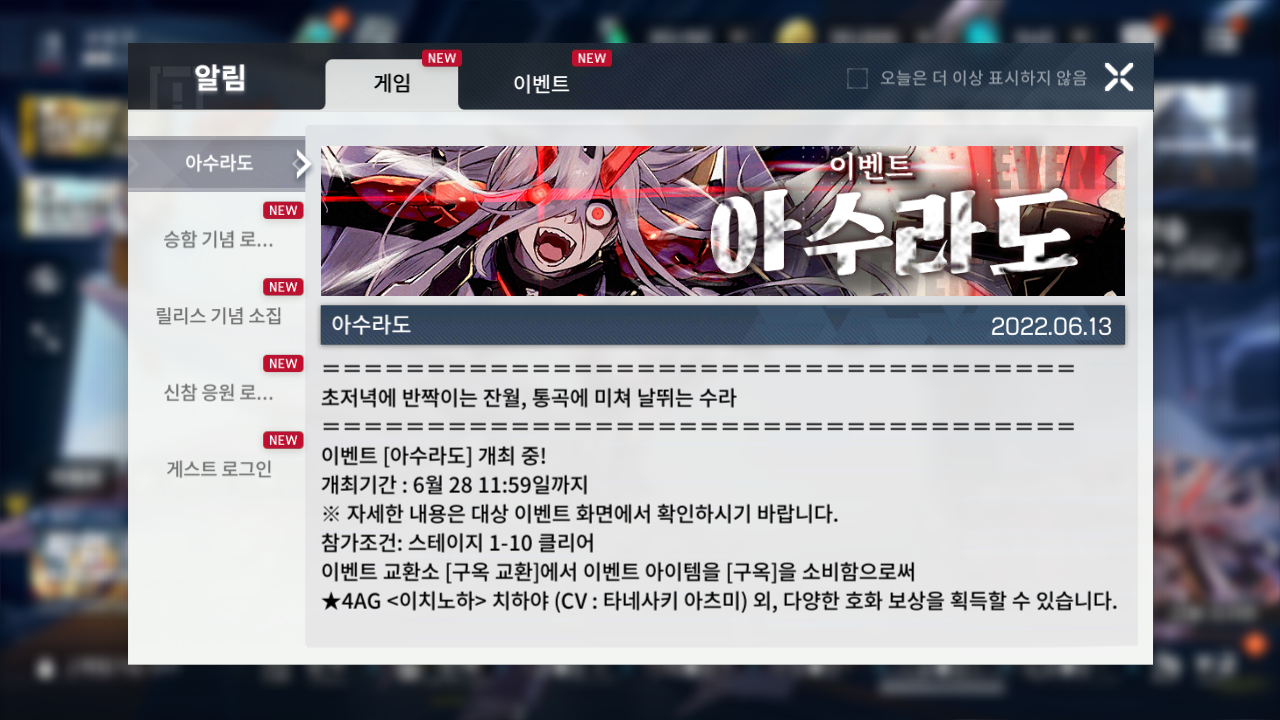 알림
NEW
게임
NEW
이벤트
오늘은 더 이상 표시하지 않음
아수라도
NEW
승함 기념 로...
NEW
릴리스 기념 소집
NEW
신참 응원 로...
NEW
게스트 로그인
EVENT
이벤트
아수라도
아수라도
2022.06.13
====================================
초저녁에 반짝이는 잔월, 통곡에 미쳐 날뛰는 수라
====================================
이벤트 [아수라도] 개최 중!
개최기간 : 6월 28 11:59일까지
※ 자세한 내용은 대상 이벤트 화면에서 확인하시기 바랍니다.
참가조건: 스테이지 1-10 클리어
이벤트 교환소 [구옥 교환]에서 이벤트 아이템을 [구옥]을 소비함으로써
★4AG <이치노하> 치하야 (CV : 타네사키 아츠미) 외, 다양한 호화 보상을 획득할 수 있습니다.